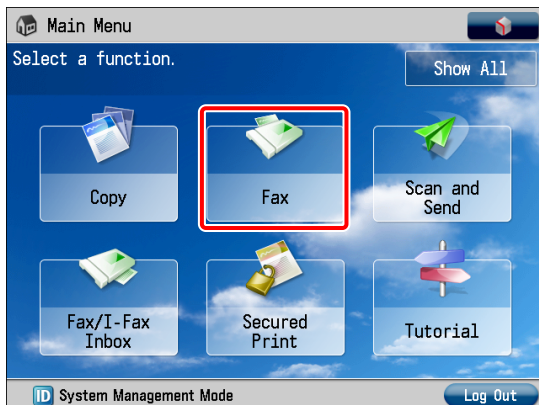 Main Menu
Select a function.
Show All
Copy
Fax
Scan and
Send
Fax/I-Fax
Inbox
Secured
Print
Tutorial
ID System Management Mode
Log Out